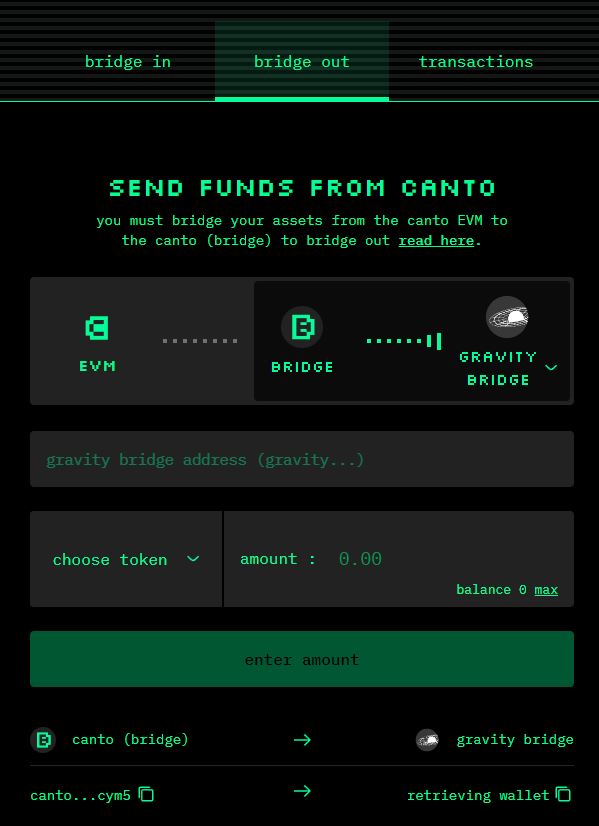 bridge in bridge out transactions
SEND FUNDS FROM CANTO
you must bridge your assets from the canto EVM to
the canto (bridge) to bridge out read here.
EVM BRIDGE GRAVITY
BRIDGE
gravity bridge address (gravity...)
choose token amount : 0.00
balance 0 max
enter amount
canto (bridge) → gravity bridge
canto...cym5 → retrieving wallet